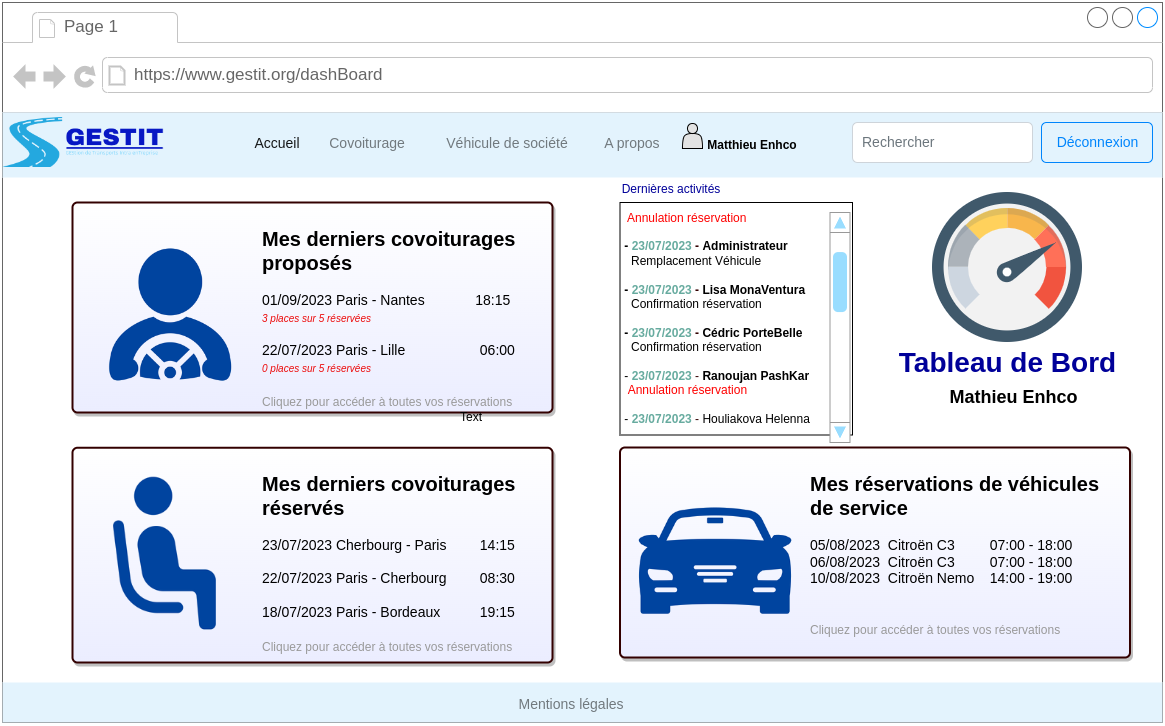 Page 1
https://www.gestit.org/dashBoard
GESTIT
Accueil
Covoiturage
Véhicule de société
A propos
Matthieu Enhco
Rechercher
Déconnexion
Mes derniers covoiturages
proposés
01/09/2023 Paris - Nantes 18:15
3 places sur 5 réservées
22/07/2023 Paris - Lille 06:00
0 places sur 5 réservées
Cliquez pour accéder à toutes vos réservations
Text
Dernières activités
Annulation réservation
- 23/07/2023 - Administrateur
Remplacement Véhicule
- 23/07/2023 - Lisa MonaVentura
Confirmation réservation
- 23/07/2023 - Cédric PorteBelle
Confirmation réservation
- 23/07/2023 - Ranoujan PashKar
Annulation réservation
- 23/07/2023 - Houliakova Helenna
Tableau de Bord
Mathieu Enhco
Mes derniers covoiturages
réservés
23/07/2023 Cherbourg - Paris 14:15
22/07/2023 Paris - Cherbourg 08:30
18/07/2023 Paris - Bordeaux 19:15
Cliquez pour accéder à toutes vos réservations
Mes réservations de véhicules
de service
05/08/2023 Citroën C3 07:00 - 18:00
06/08/2023 Citroën C3 07:00 - 18:00
10/08/2023 Citroën Nemo 14:00 - 19:00
Cliquez pour accéder à toutes vos réservations
Mentions légales